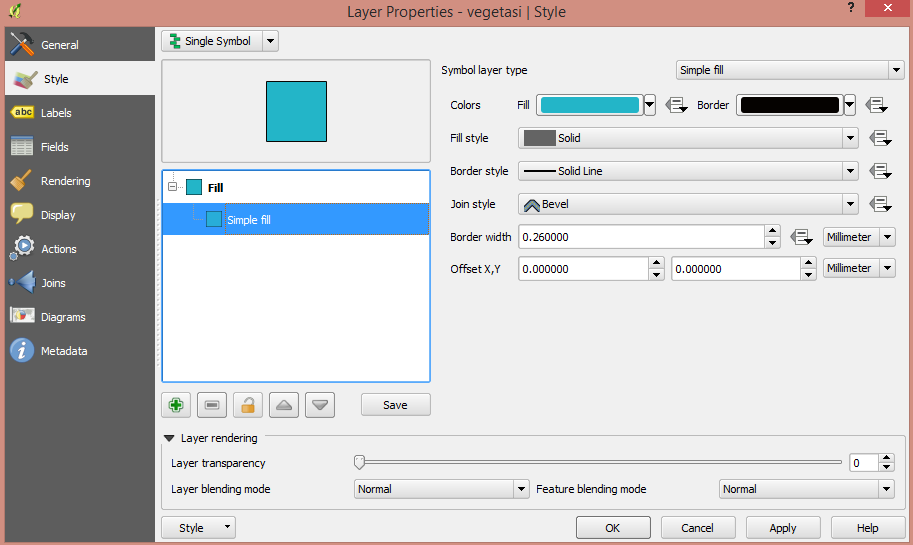 Layer Properties - vegetasi | Style
?
General
Style
abc Labels
Fields
Rendering
Display
Actions
Joins
Diagrams
Metadata
Single Symbol
Fill
Simple fill
Save
Symbol layer type Simple fill
Colors Fill Border
Fill style Solid
Border style Solid Line
Join style Bevel
Border width 0.260000 Millimeter
Offset X,Y 0.000000 0.000000 Millimeter
Layer rendering
Layer transparency 0
Layer blending mode Normal Feature blending mode Normal
Style OK Cancel Apply Help